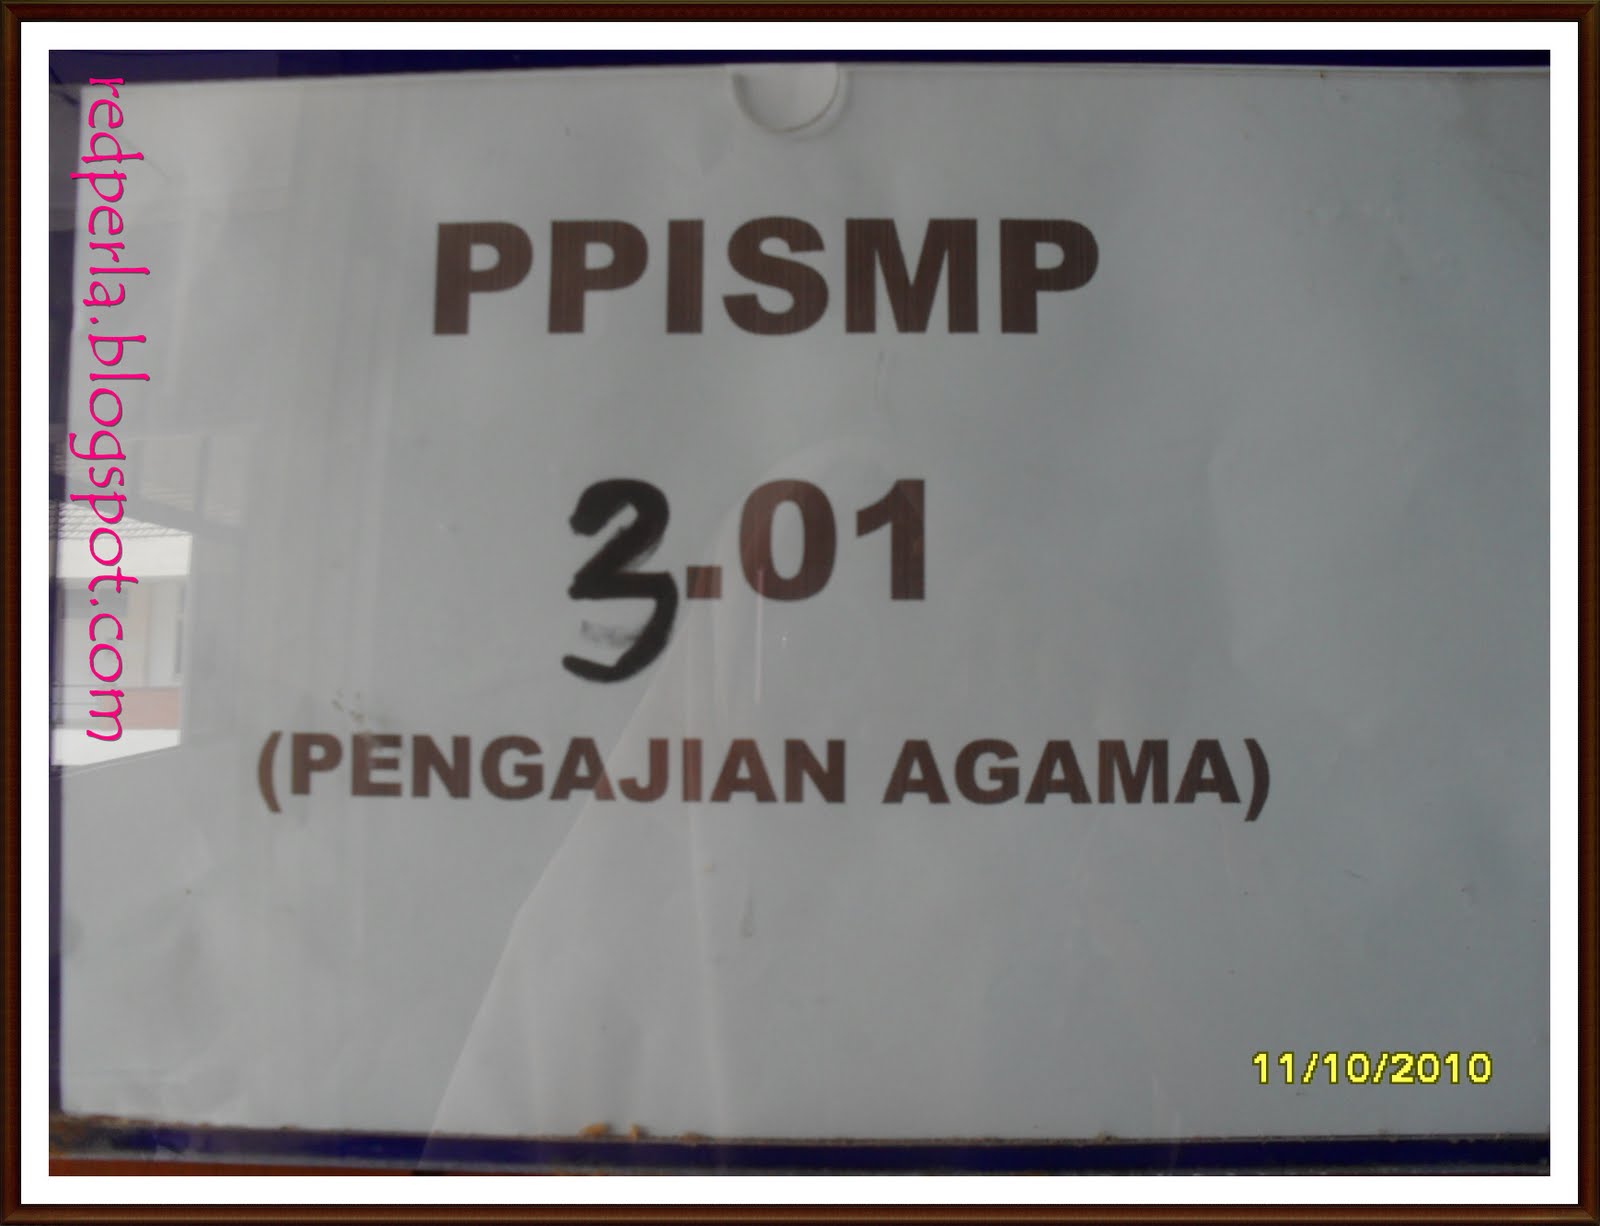 redperla.blogspot.com
PPISMP
3.01
(PENGAJIAN AGAMA)
11/10/2010